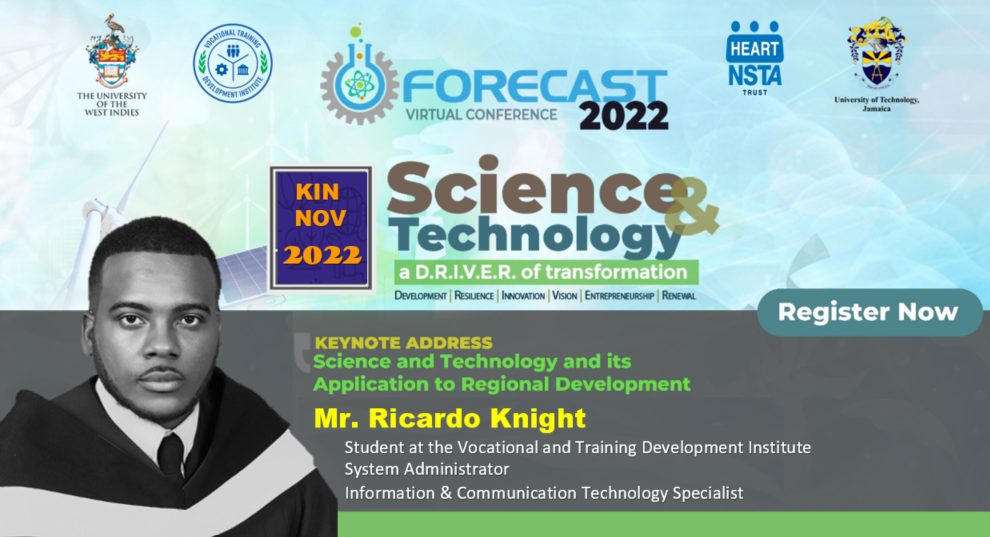 THE UNIVERSITY
OF THE
WEST INDIES
VOCATIONAL TRAINING
DEVELOPMENT INSTITUTE
FORECAST
VIRTUAL CONFERENCE
2022
HEART
NSTA
TRUST
University of Technology,
Jamaica
KIN
NOV
2022
Science
&
Technology
a D.R.I.V.E.R. of transformation
DEVELOPMENT | RESILIENCE | INNOVATION | VISION | ENTREPRENEURSHIP | RENEWAL
Register Now
KEYNOTE ADDRESS
Science and Technology and its
Application to Regional Development
Mr. Ricardo Knight
Student at the Vocational and Training Development Institute
System Administrator
Information & Communication Technology Specialist